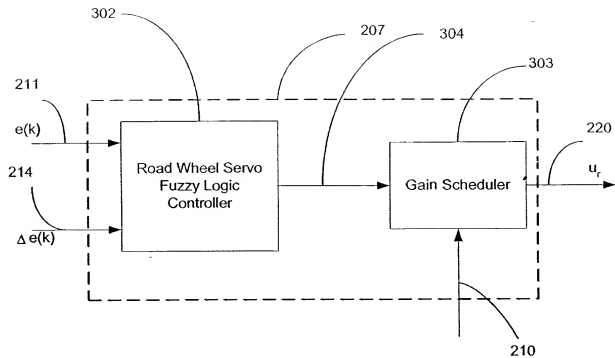 302
207
304
303
211
220
e(k)
Road Wheel Servo
Fuzzy Logic
Controller
Gain Scheduler
u_r
214
Δ e(k)
210